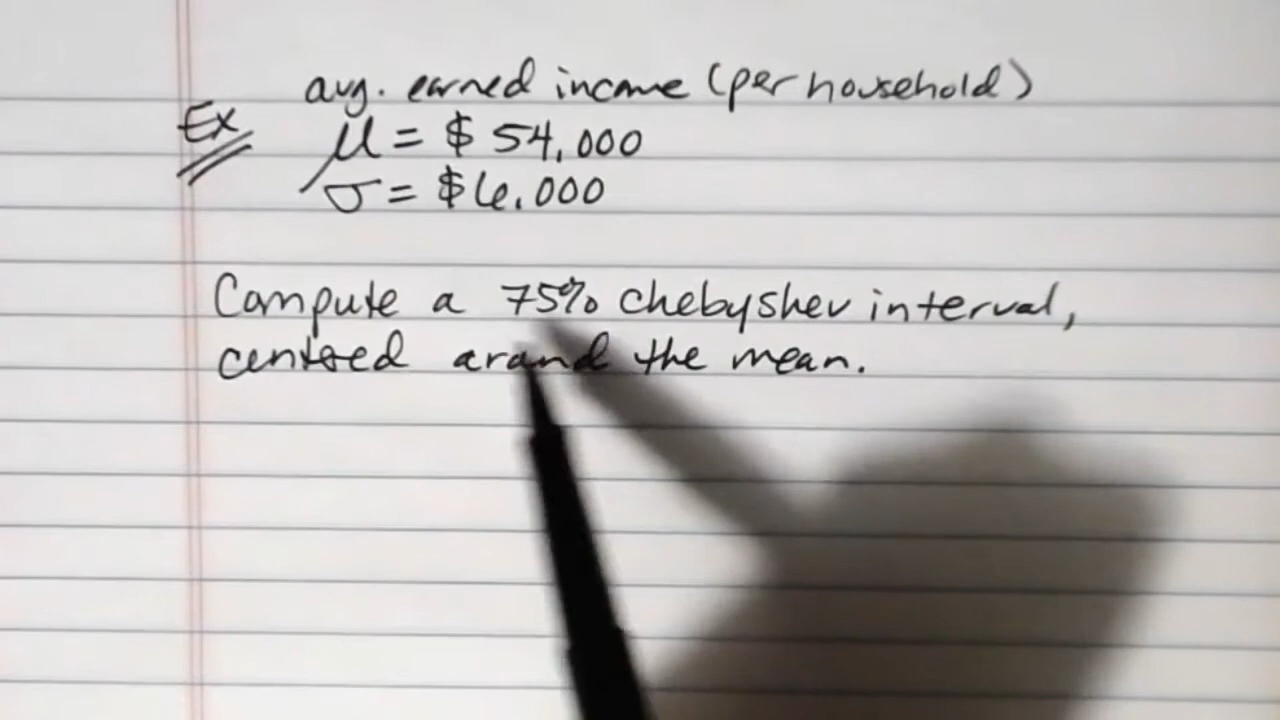 avg. earned income (per household)
Ex μ = $ 54,000
σ = $6,000
Compute a 75% chebyshev interval,
centered around the mean.